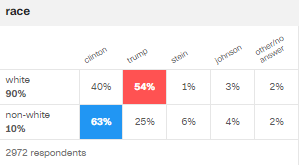 race
clinton trump stein johnson other/no answer
white 90% 40% 54% 1% 3% 2%
non-white 10% 63% 25% 6% 4% 2%
2972 respondents